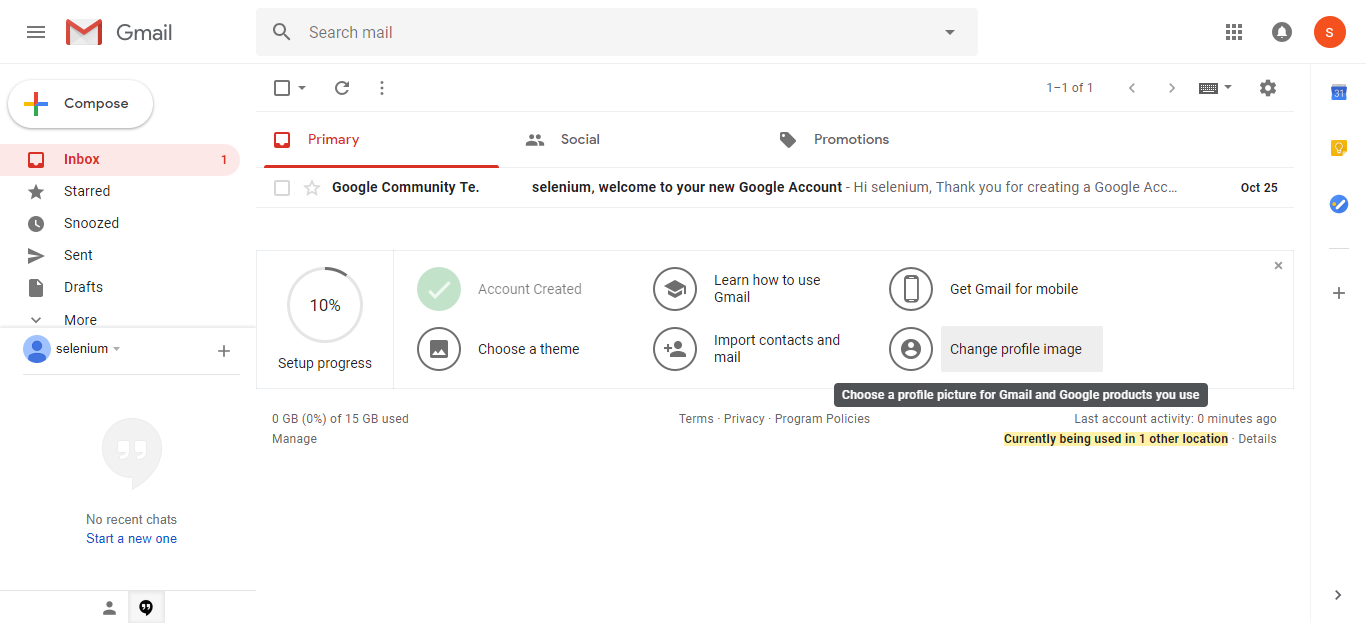 Gmail
Search mail
S
Compose
1–1 of 1
31
Primary
Social
Promotions
Inbox 1
Google Community Te. selenium, welcome to your new Google Account - Hi selenium, Thank you for creating a Google Acc…
Oct 25
Starred
Snoozed
Sent
Drafts
More
10%
Setup progress
Account Created
Learn how to use
Gmail
Get Gmail for mobile
Choose a theme
Import contacts and
mail
Change profile image
Choose a profile picture for Gmail and Google products you use
selenium
0 GB (0%) of 15 GB used
Manage
Terms · Privacy · Program Policies
Last account activity: 0 minutes ago
Currently being used in 1 other location · Details
No recent chats
Start a new one